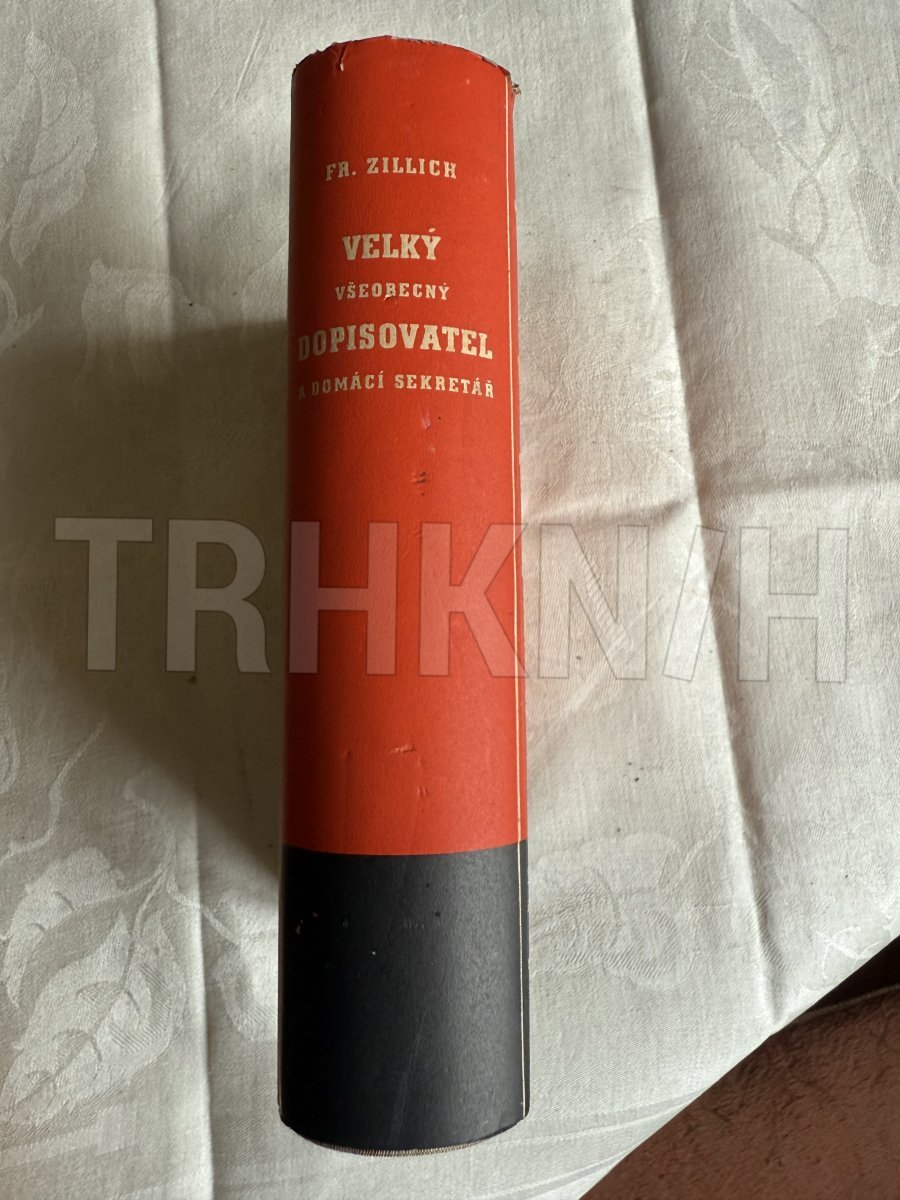 FR. ZILLICH
VELKÝ
VŠEOBECNÝ
DOPISOVATEL
A DOMÁCÍ SEKRETÁŘ
TRHKNIH